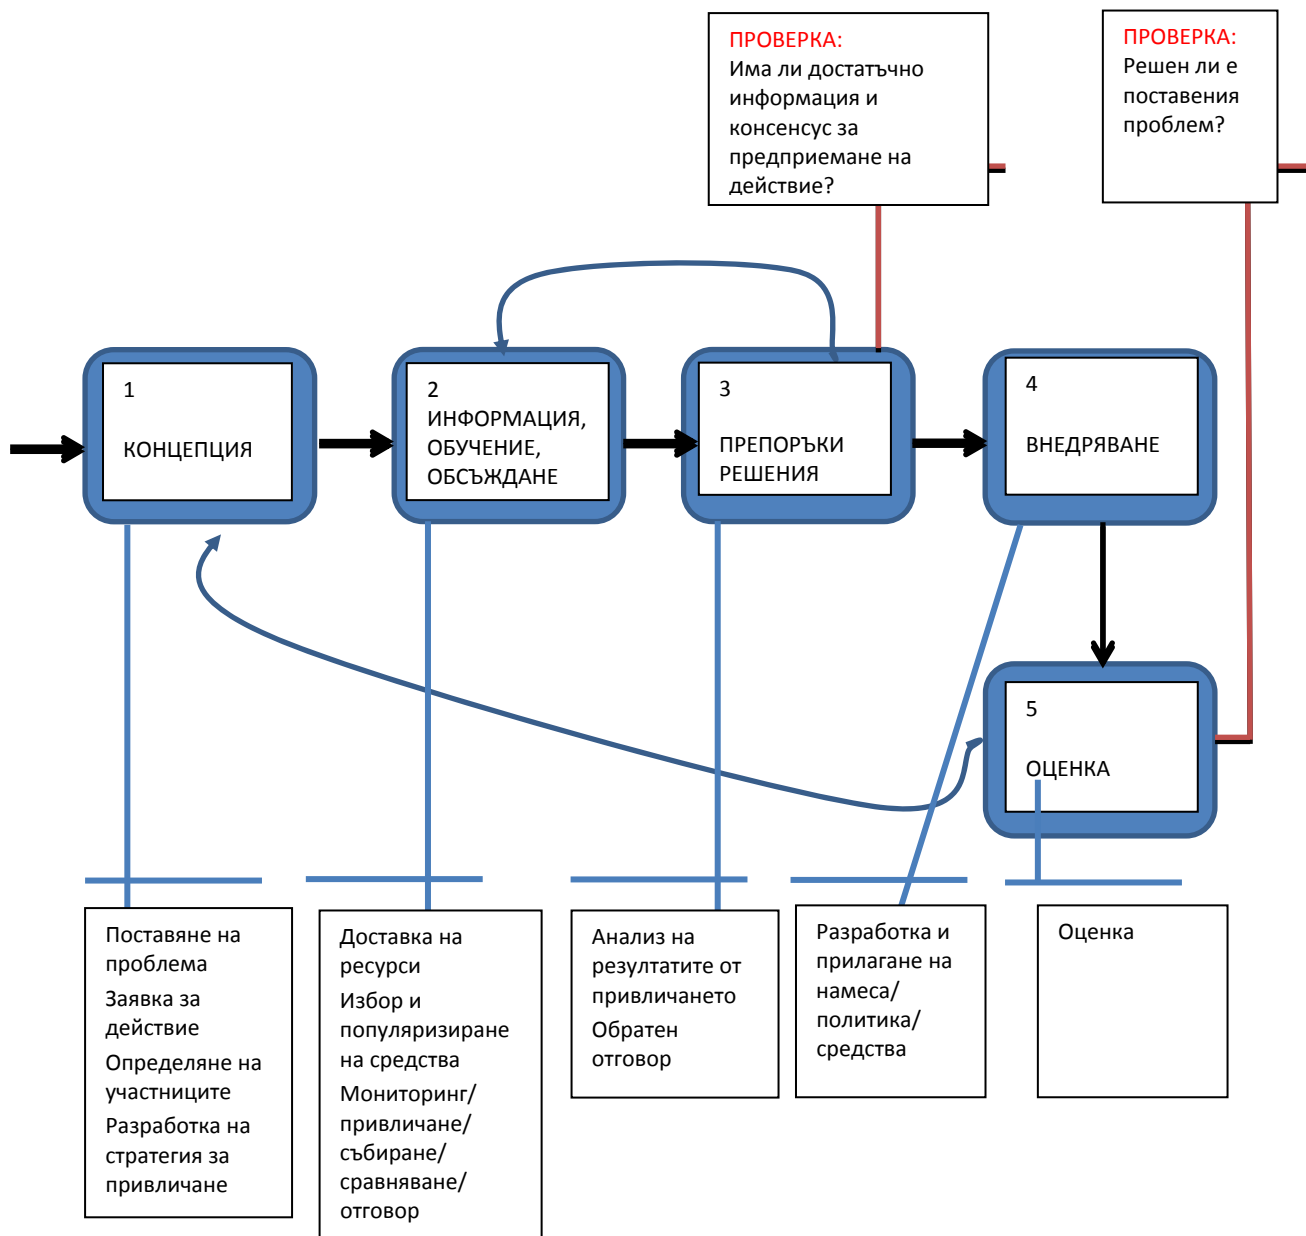 ПРОВЕРКА:
Има ли достатъчно
информация и
консенсус за
предприемане на
действие?
ПРОВЕРКА:
Решен ли е
поставения
проблем?
1
КОНЦЕПЦИЯ
2
ИНФОРМАЦИЯ,
ОБУЧЕНИЕ,
ОБСЪЖДАНЕ
3
ПРЕПОРЪКИ
РЕШЕНИЯ
4
ВНЕДРЯВАНЕ
5
ОЦЕНКА
Поставяне на
проблема
Заявка за
действие
Определяне на
участниците
Разработка на
стратегия за
привличане
Доставка на
ресурси
Избор и
популяризиране
на средства
Мониторинг/
привличане/
събиране/
сравняване/
отговор
Анализ на
резултатите от
привличането
Обратен
отговор
Разработка и
прилагане на
намеса/
политика/
средства
Оценка